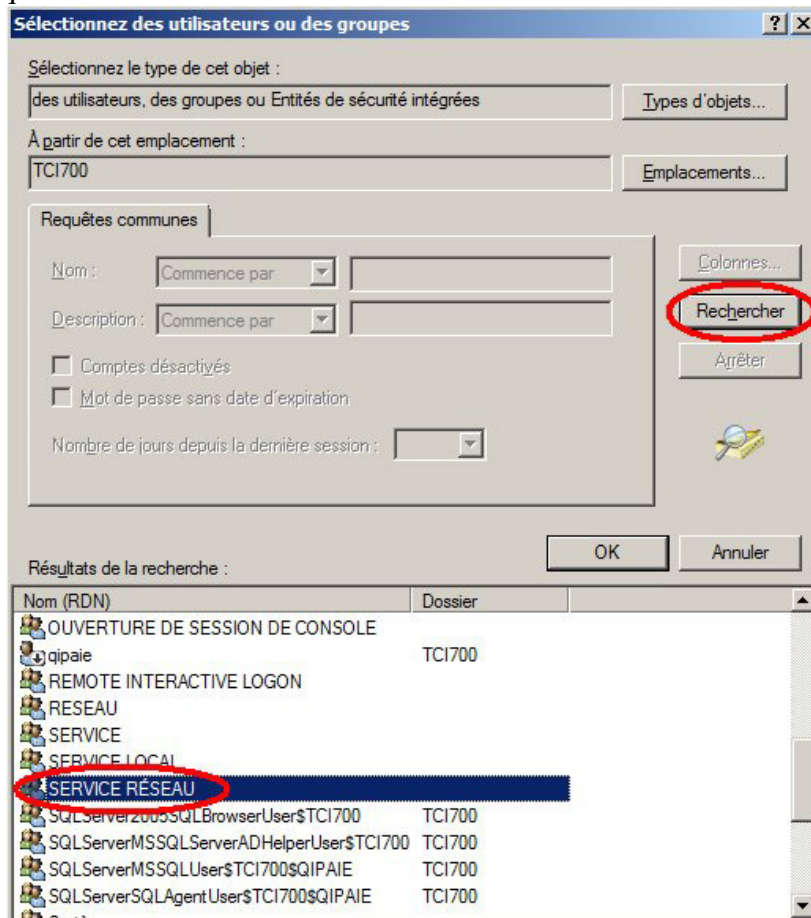 Sélectionnez des utilisateurs ou des groupes
Sélectionnez le type de cet objet :
des utilisateurs, des groupes ou Entités de sécurité intégrées
Types d'objets...
À partir de cet emplacement :
TCI700
Emplacements...
Requêtes communes
Nom :
Commence par
Colonnes...
Description :
Commence par
Rechercher
Comptes désactivés
Arrêter
Mot de passe sans date d'expiration
Nombre de jours depuis la dernière session :
OK
Annuler
Résultats de la recherche :
Nom (RDN)
Dossier
OUVERTURE DE SESSION DE CONSOLE
qipaie TCI700
REMOTE INTERACTIVE LOGON
RESEAU
SERVICE
SERVICE LOCAL
SERVICE RÉSEAU
SQLServer2005SQLBrowserUser$TCI700 TCI700
SQLServerMSSQLServerADHelperUser$TCI700 TCI700
SQLServerMSSQLUser$TCI700$QIPAIE TCI700
SQLServerSQLAgentUser$TCI700$QIPAIE TCI700